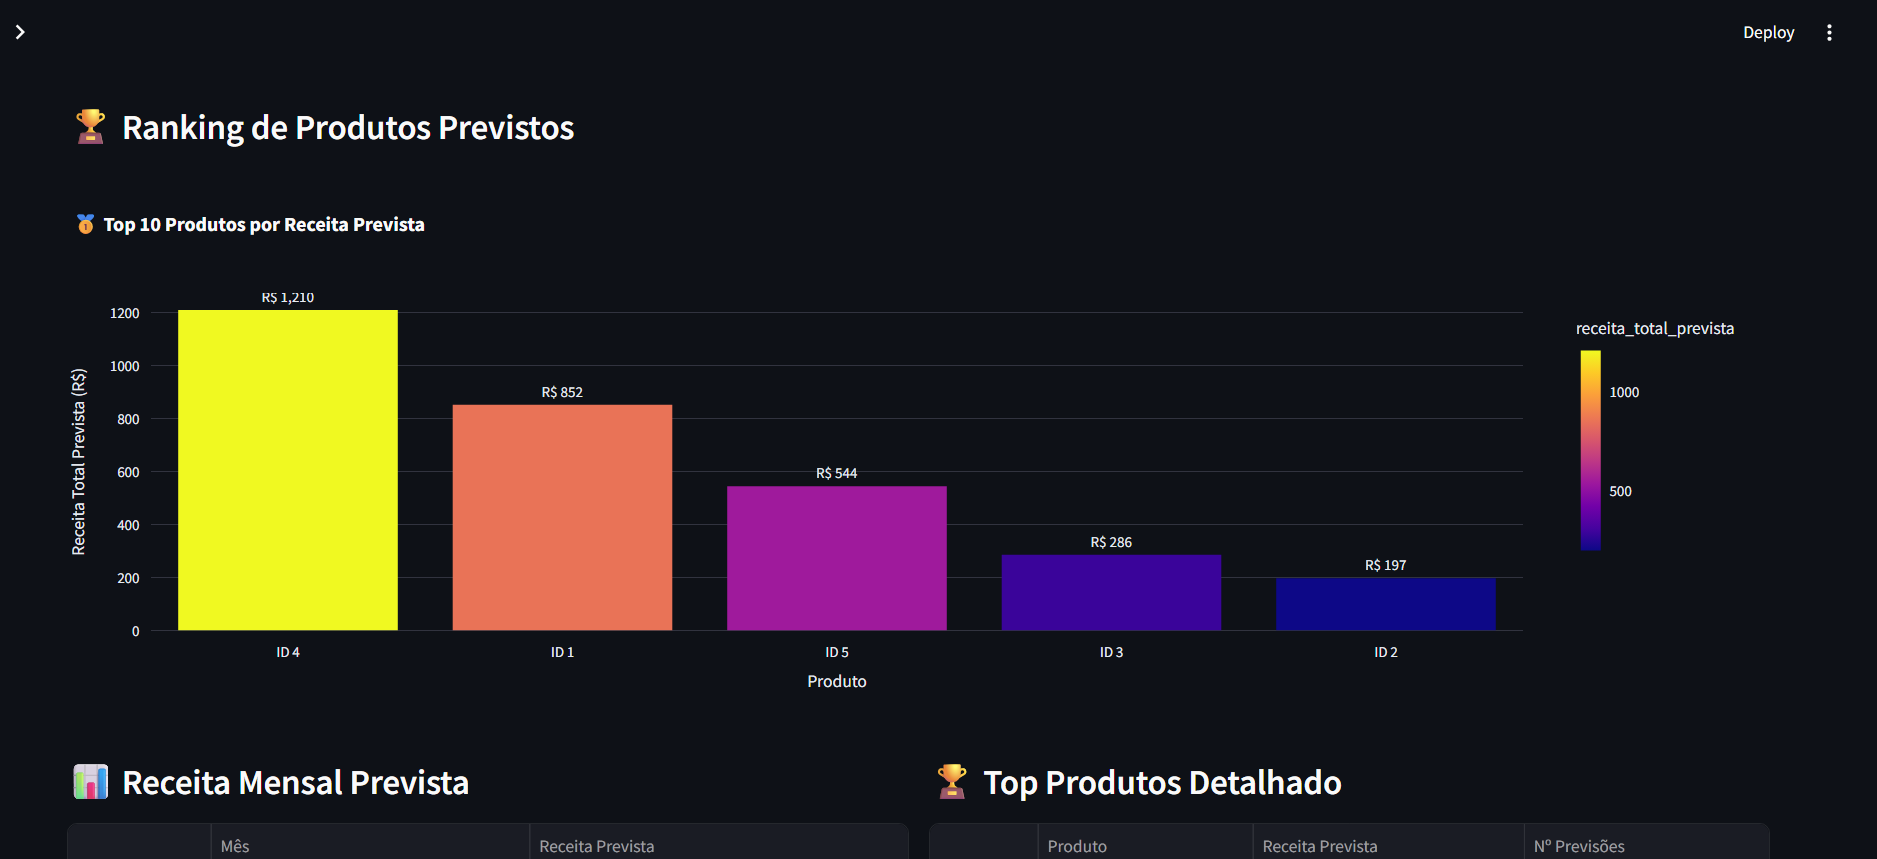 Deploy
Ranking de Produtos Previstos
Top 10 Produtos por Receita Prevista
R$ 1,210
R$ 852
R$ 544
R$ 286
R$ 197
1200
1000
800
600
400
200
0
Receita Total Prevista (R$)
ID 4
ID 1
ID 5
ID 3
ID 2
Produto
receita_total_prevista
1000
500
Receita Mensal Prevista
Mês
Receita Prevista
Top Produtos Detalhado
Produto
Receita Prevista
Nº Previsões